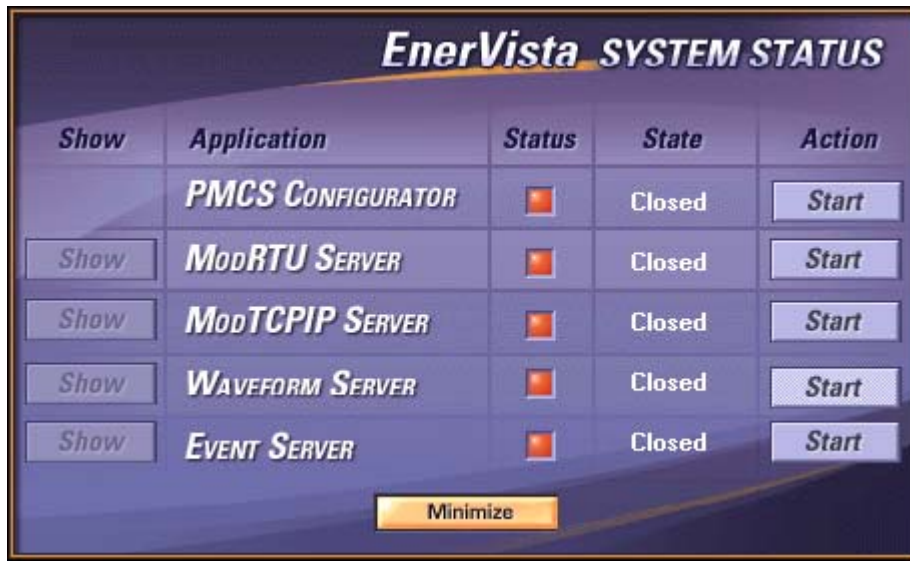 EnerVista SYSTEM STATUS
Show Application Status State Action
PMCS CONFIGURATOR Closed Start
Show MODRTU SERVER Closed Start
Show MODTCPIP SERVER Closed Start
Show WAVEFORM SERVER Closed Start
Show EVENT SERVER Closed Start
Minimize